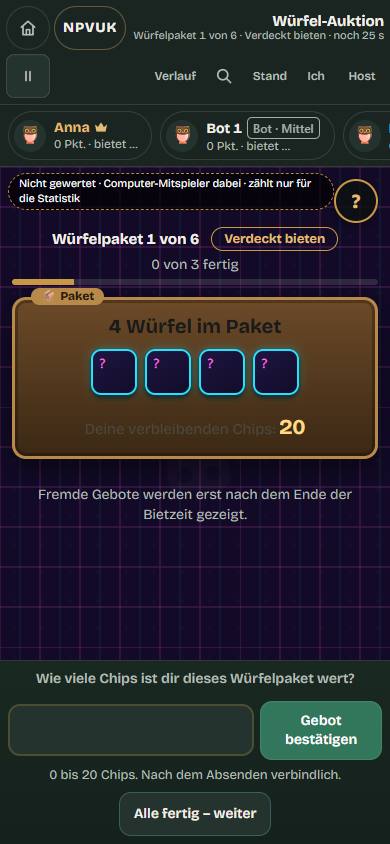 NPVUK
Würfel-Auktion
Würfelpaket 1 von 6 · Verdeckt bieten · noch 25 s
Verlauf
Stand
Ich
Host
Anna
0 Pkt. · bietet ...
Bot 1
Bot · Mittel
0 Pkt. · bietet ...
Nicht gewertet · Computer-Mitspieler dabei · zählt nur für
die Statistik
?
Würfelpaket 1 von 6
Verdeckt bieten
0 von 3 fertig
Paket
4 Würfel im Paket
? ? ? ?
Deine verbleibenden Chips: 20
Fremde Gebote werden erst nach dem Ende der
Bietzeit gezeigt.
Wie viele Chips ist dir dieses Würfelpaket wert?
Gebot
bestätigen
0 bis 20 Chips. Nach dem Absenden verbindlich.
Alle fertig – weiter